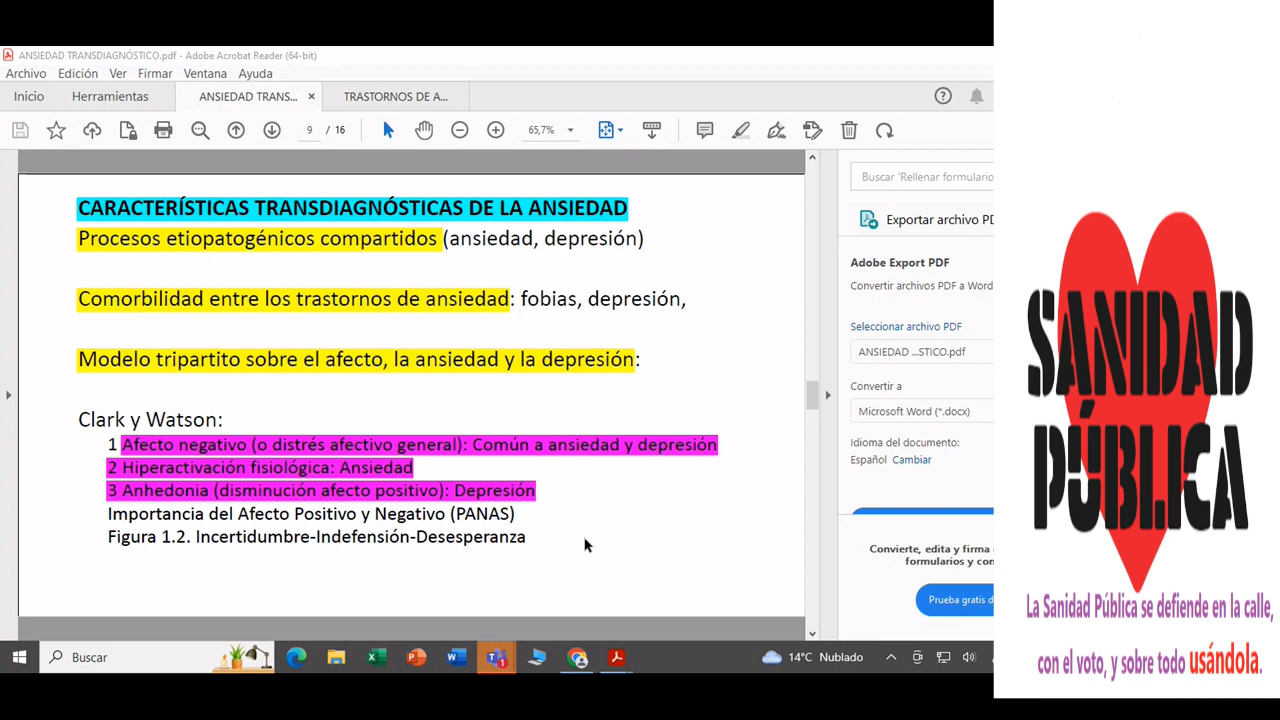 ANSIEDAD TRANSDIAGNÓSTICO.pdf - Adobe Acrobat Reader (64-bit)
Archivo Edición Ver Firmar Ventana Ayuda
Inicio Herramientas ANSIEDAD TRANS... × TRASTORNOS DE A...
9 / 16 65,7%
CARACTERÍSTICAS TRANSDIAGNÓSTICAS DE LA ANSIEDAD
Procesos etiopatogénicos compartidos (ansiedad, depresión)
Comorbilidad entre los trastornos de ansiedad: fobias, depresión,
Modelo tripartito sobre el afecto, la ansiedad y la depresión:
Clark y Watson:
1 Afecto negativo (o distrés afectivo general): Común a ansiedad y depresión
2 Hiperactivación fisiológica: Ansiedad
3 Anhedonia (disminución afecto positivo): Depresión
Importancia del Afecto Positivo y Negativo (PANAS)
Figura 1.2. Incertidumbre-Indefensión-Desesperanza
Buscar 'Rellenar formulario
Exportar archivo PD
Adobe Export PDF
Convertir archivos PDF a Word
Seleccionar archivo PDF
ANSIEDAD ...STICO.pdf
Convertir a
Microsoft Word (*.docx)
Idioma del documento:
Español Cambiar
Convierte, edita y firma
formularios y con
Prueba gratis d
Buscar
14°C Nublado
SANIDAD
PÚBLICA
La Sanidad Pública se defiende en la calle,
con el voto, y sobre todo usándola.